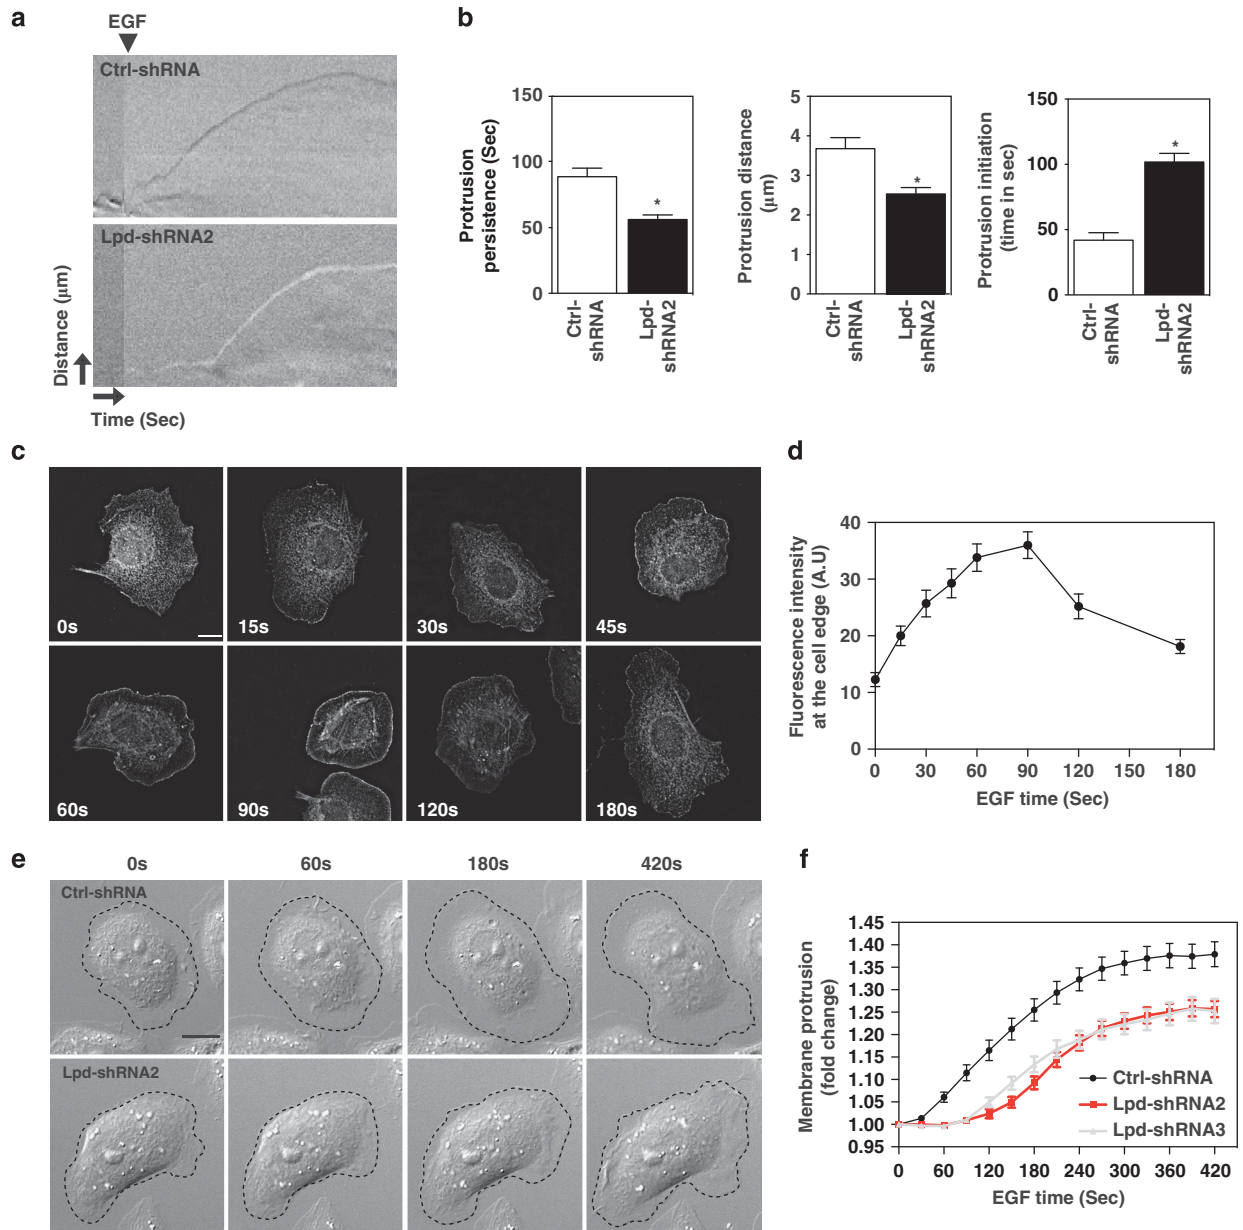 a
EGF
Ctrl-shRNA
Lpd-shRNA2
Distance (μm)
Time (Sec)
b
Protrusion
persistence (Sec)
150
100
50
0
Ctrl-
shRNA
Lpd-
shRNA2
*
Protrusion distance
(μm)
5
4
3
2
1
0
Ctrl-
shRNA
Lpd-
shRNA2
*
Protrusion initiation
(time in sec)
150
100
50
0
Ctrl-
shRNA
Lpd-
shRNA2
*
c
0s
15s
30s
45s
60s
90s
120s
180s
d
Fluorescence intensity
at the cell edge (A.U)
40
30
20
10
0
0 30 60 90 120 150 180
EGF time (Sec)
e
0s 60s 180s 420s
Ctrl-shRNA
Lpd-shRNA2
f
Membrane protrusion
(fold change)
1.45
1.40
1.35
1.30
1.25
1.20
1.15
1.10
1.05
1.00
0.95
Ctrl-shRNA
Lpd-shRNA2
Lpd-shRNA3
0 60 120 180 240 300 360 420
EGF time (Sec)